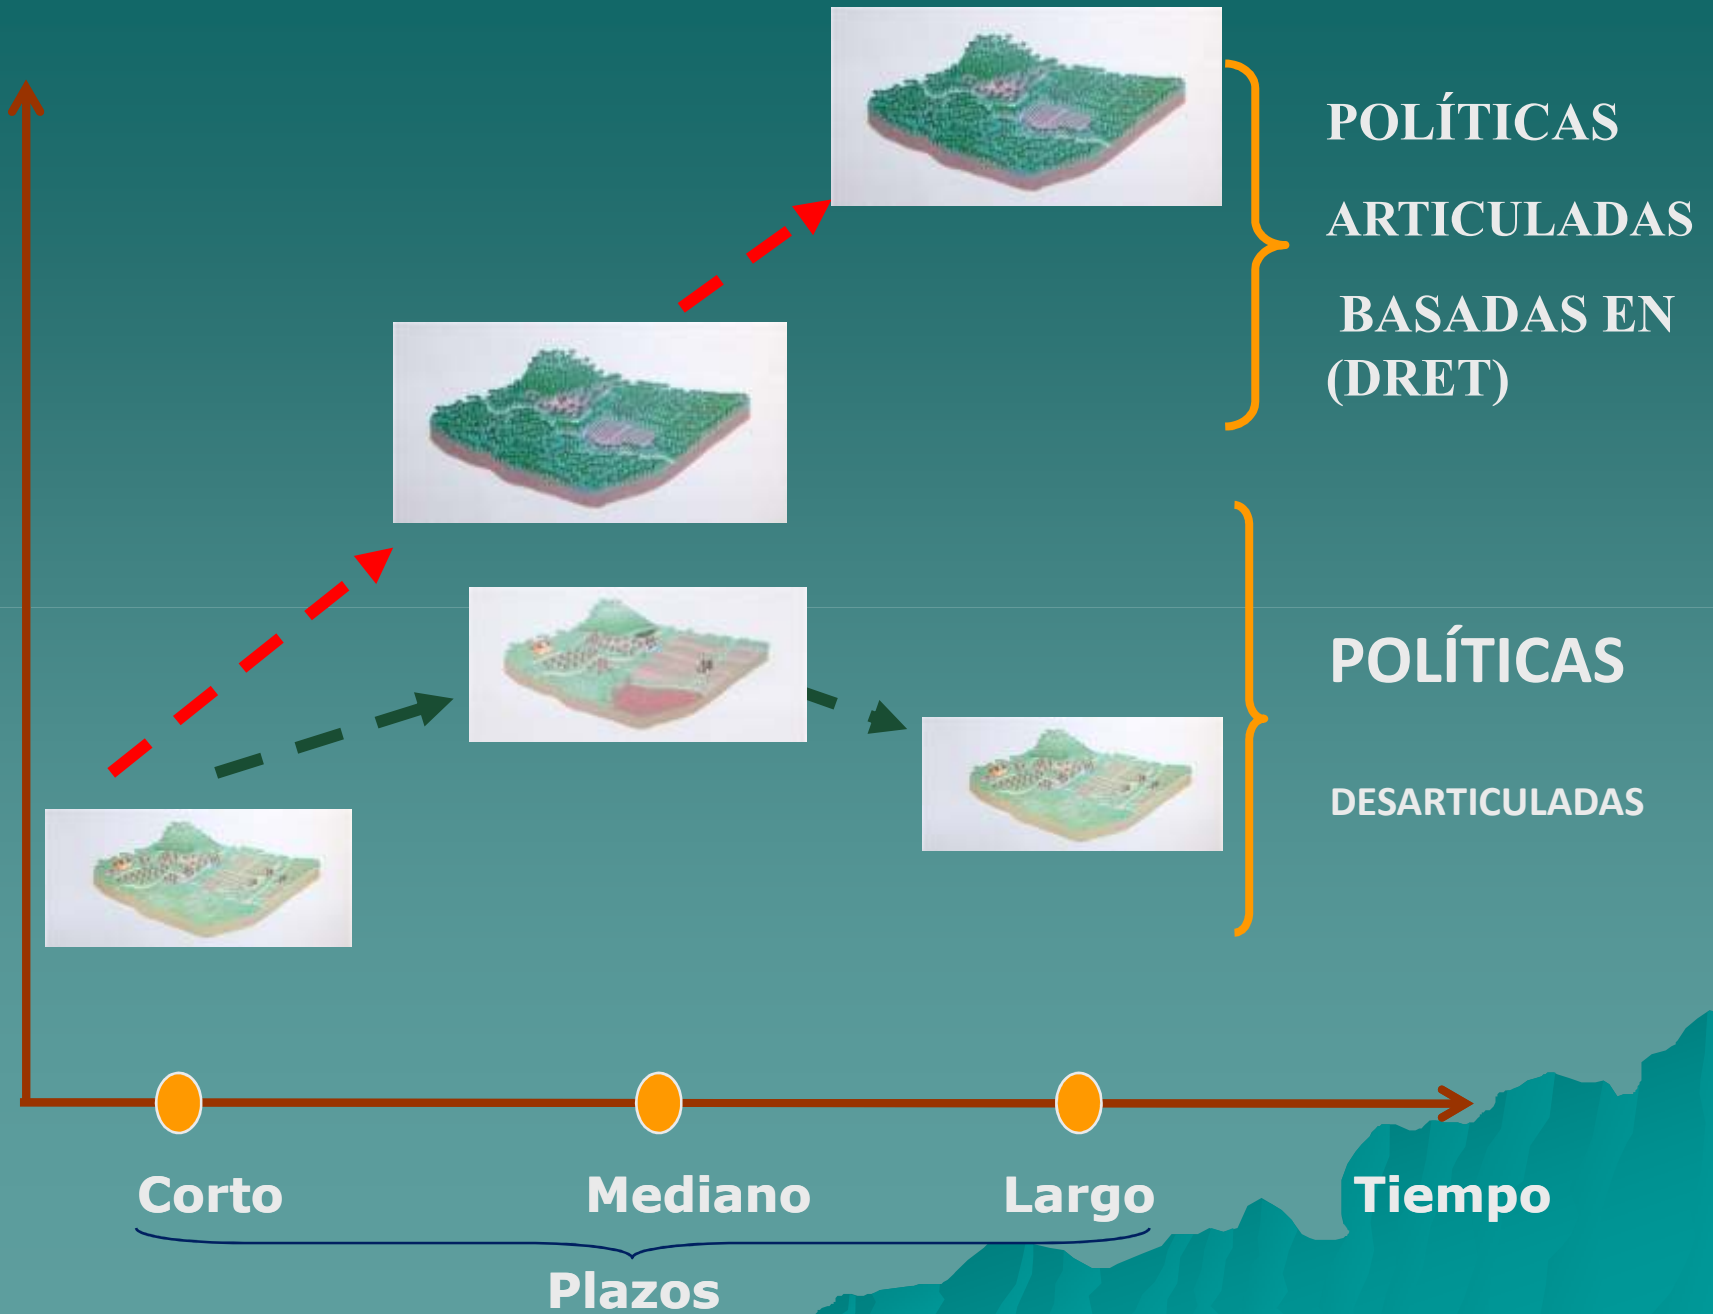 POLÍTICAS
ARTICULADAS
BASADAS EN
(DRET)
POLÍTICAS
DESARTICULADAS
Corto Mediano Largo Tiempo
Plazos